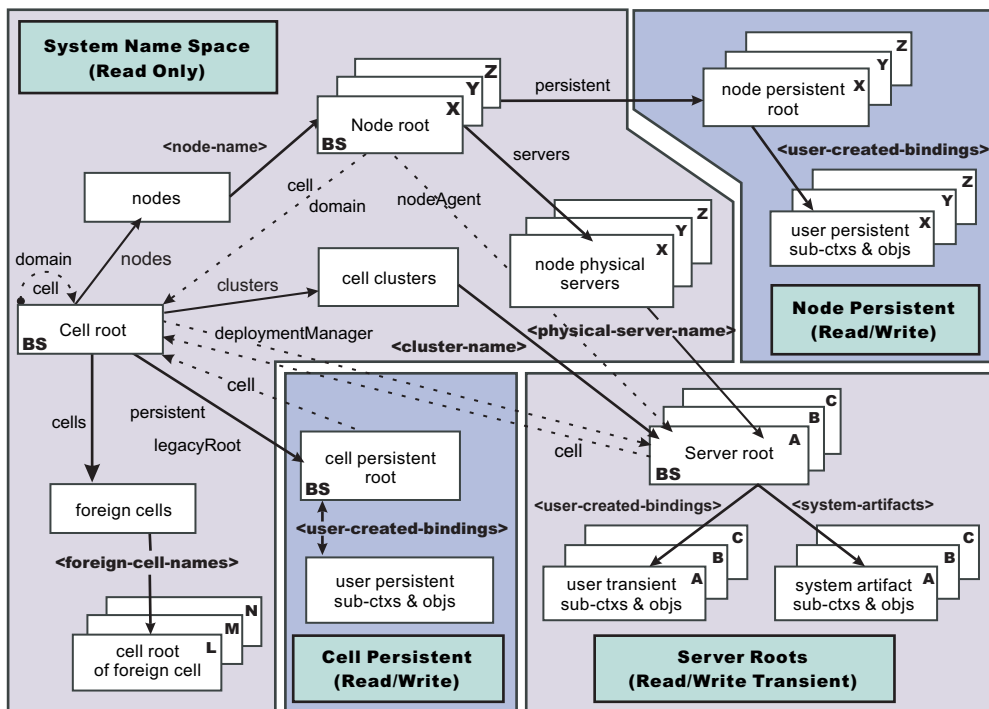 System Name Space
(Read Only)
Z
Y
X
Node root
BS
persistent
Z
Y
X
node persistent
root
<node-name>
servers
<user-created-bindings>
cell
domain
nodeAgent
nodes
Z
Y
X
user persistent
sub-ctxs & objs
Z
Y
X
node physical
servers
nodes
domain
cell
clusters
cell clusters
Cell root
BS
deploymentManager
<physical-server-name>
<cluster-name>
Node Persistent
(Read/Write)
cell
cells
persistent
legacyRoot
C
B
A
Server root
BS
cell
cell persistent
root
BS
foreign cells
<user-created-bindings>
<user-created-bindings>
<system-artifacts>
<foreign-cell-names>
user persistent
sub-ctxs & objs
C
B
A
user transient
sub-ctxs & objs
C
B
A
system artifact
sub-ctxs & objs
N
M
L
cell root
of foreign cell
Cell Persistent
(Read/Write)
Server Roots
(Read/Write Transient)